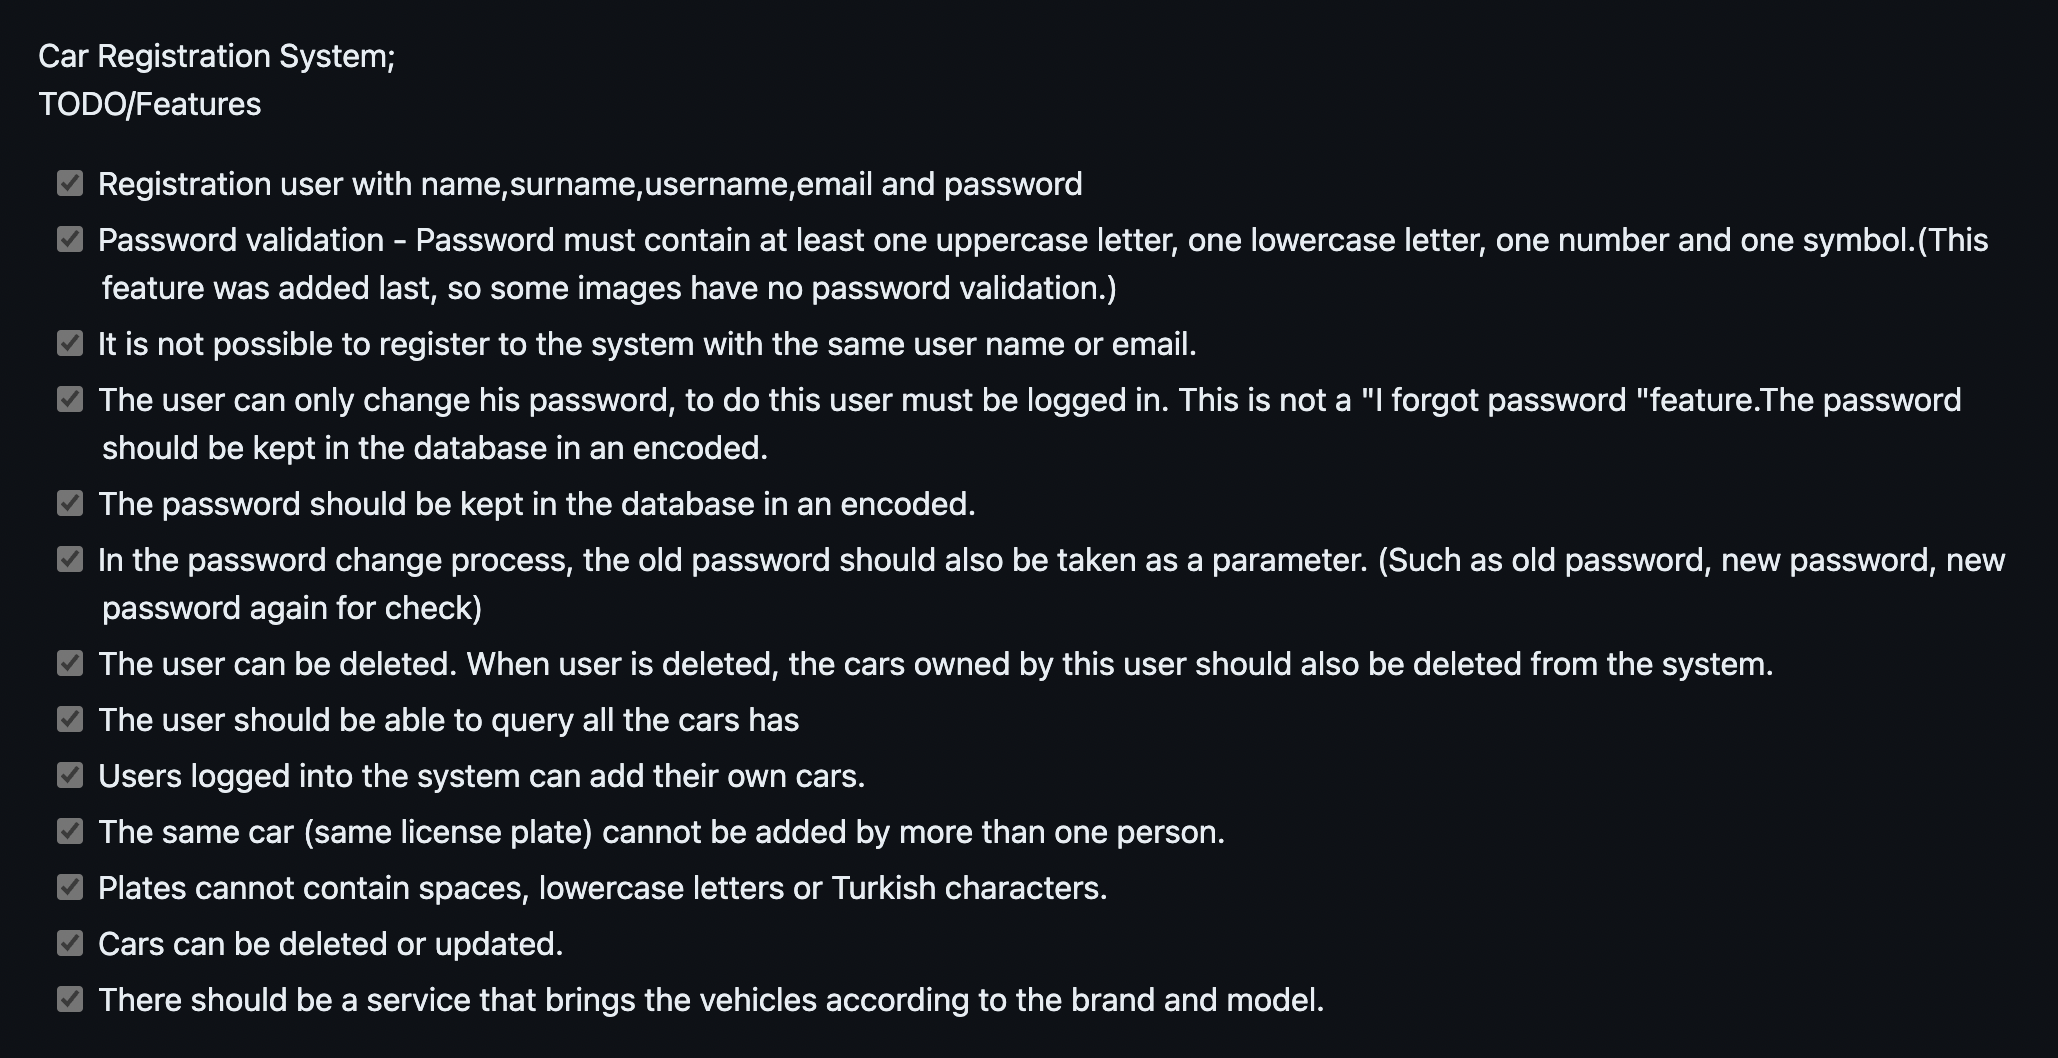 Car Registration System;
TODO/Features
Registration user with name,surname,username,email and password
Password validation - Password must contain at least one uppercase letter, one lowercase letter, one number and one symbol.(This
feature was added last, so some images have no password validation.)
It is not possible to register to the system with the same user name or email.
The user can only change his password, to do this user must be logged in. This is not a "I forgot password "feature.The password
should be kept in the database in an encoded.
The password should be kept in the database in an encoded.
In the password change process, the old password should also be taken as a parameter. (Such as old password, new password, new
password again for check)
The user can be deleted. When user is deleted, the cars owned by this user should also be deleted from the system.
The user should be able to query all the cars has
Users logged into the system can add their own cars.
The same car (same license plate) cannot be added by more than one person.
Plates cannot contain spaces, lowercase letters or Turkish characters.
Cars can be deleted or updated.
There should be a service that brings the vehicles according to the brand and model.